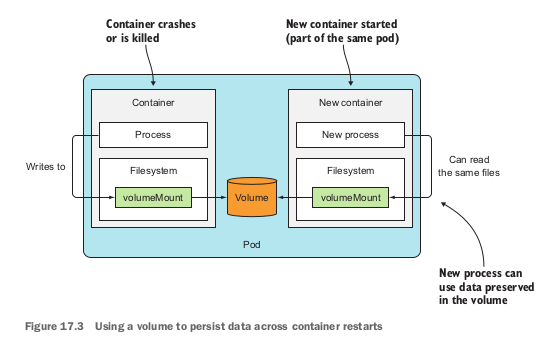 Container crashes
or is killed
New container started
(part of the same pod)
Container
New container
Process
New process
Writes to
Filesystem
Filesystem
Can read
the same files
volumeMount
Volume
volumeMount
Pod
New process can
use data preserved
in the volume
Figure 17.3 Using a volume to persist data across container restarts